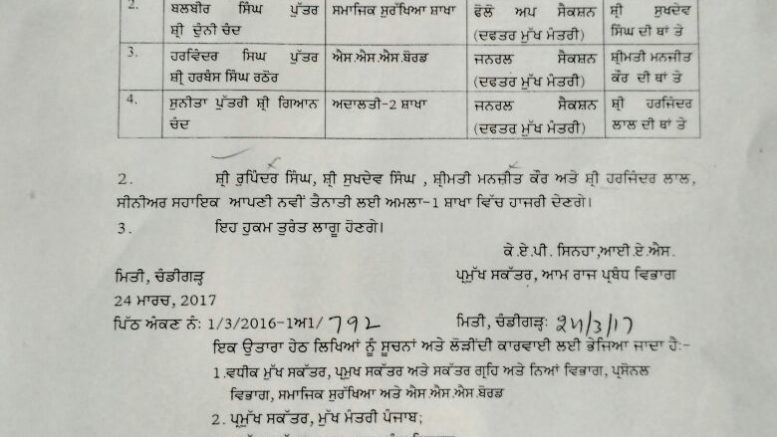 2. ਬਲਬੀਰ ਸਿੰਘ ਪੁੱਤਰ ਸਮਾਜਿਕ ਸੁਰੱਖਿਆ ਸ਼ਾਖਾ ਫੋਲੋ ਅਪ ਸੈਕਸ਼ਨ ਸ਼੍ਰੀ ਸੁਖਦੇਵ
ਸ਼੍ਰੀ ਦੁੰਨੀ ਚੰਦ (ਦਫਤਰ ਮੁੱਖ ਮੰਤਰੀ) ਸਿੰਘ ਦੀ ਥਾਂ ਤੇ
3. ਹਰਵਿੰਦਰ ਸਿੰਘ ਪੁੱਤਰ ਐਸ.ਐਸ.ਐਸ.ਬੋਰਡ ਜਨਰਲ ਸੈਕਸ਼ਨ ਸ਼੍ਰੀਮਤੀ ਮਨਜੀਤ
ਸ਼੍ਰੀ ਹਰਬੰਸ ਸਿੰਘ ਰਠੋਰ (ਦਫਤਰ ਮੁੱਖ ਮੰਤਰੀ) ਕੌਰ ਦੀ ਥਾਂ ਤੇ
4. ਸੁਨੀਤਾ ਪੁੱਤਰੀ ਸ਼੍ਰੀ ਗਿਆਨ ਅਦਾਲਤੀ-2 ਸ਼ਾਖਾ ਜਨਰਲ ਸੈਕਸ਼ਨ ਸ਼੍ਰੀ ਹਰਜਿੰਦਰ
ਚੰਦ (ਦਫਤਰ ਮੁੱਖ ਮੰਤਰੀ) ਲਾਲ ਦੀ ਥਾਂ ਤੇ
2. ਸ਼੍ਰੀ ਰੁਪਿੰਦਰ ਸਿੰਘ, ਸ਼੍ਰੀ ਸੁਖਦੇਵ ਸਿੰਘ , ਸ਼੍ਰੀਮਤੀ ਮਨਜ਼ੀਤ ਕੌਰ ਅਤੇ ਸ਼੍ਰੀ ਹਰਜਿੰਦਰ ਲਾਲ,
ਸੀਨੀਅਰ ਸਹਾਇਕ ਆਪਣੀ ਨਵੀਂ ਤੈਨਾਤੀ ਲਈ ਅਮਲਾ-1 ਸ਼ਾਖਾ ਵਿੱਚ ਹਾਜਰੀ ਦੇਣਗੇ।
3. ਇਹ ਹੁਕਮ ਤੁਰੰਤ ਲਾਗੂ ਹੋਣਗੇ।
ਕੇ.ਏ.ਪੀ. ਸਿਨਹਾ,ਆਈ.ਏ.ਐਸ.
ਮਿਤੀ, ਚੰਡੀਗੜ੍ਹ ਪ੍ਰਮੁੱਖ ਸਕੱਤਰ, ਆਮ ਰਾਜ ਪ੍ਰਬੰਧ ਵਿਭਾਗ
24 ਮਾਰਚ, 2017
ਪਿੱਠ ਅੰਕਣ ਨੰ: 1/3/2016-1ਅ1/ 792 ਮਿਤੀ, ਚੰਡੀਗੜ੍ਹ: 24/3/17
ਇਕ ਉਤਾਰਾ ਹੇਠ ਲਿਖਿਆਂ ਨੂੰ ਸੂਚਨਾਂ ਅਤੇ ਲੋੜੀਂਦੀ ਕਾਰਵਾਈ ਲਈ ਭੇਜਿਆ ਜਾਦਾ ਹੈ:-
1.ਵਧੀਕ ਮੁੱਖ ਸਕੱਤਰ, ਪ੍ਰਮੁਖ ਸਕੱਤਰ ਅਤੇ ਸਕੱਤਰ ਗ੍ਰਹਿ ਅਤੇ ਨਿਆਂ ਵਿਭਾਗ, ਪ੍ਰਸੋਨਲ
ਵਿਭਾਗ, ਸਮਾਜਿਕ ਸੁਰੱਖਿਆ ਅਤੇ ਐਸ.ਐਸ.ਐਸ.ਬੋਰਡ
2. ਪ੍ਰਮੁੱਖ ਸਕੱਤਰ, ਮੁੱਖ ਮੰਤਰੀ ਪੰਜਾਬ;